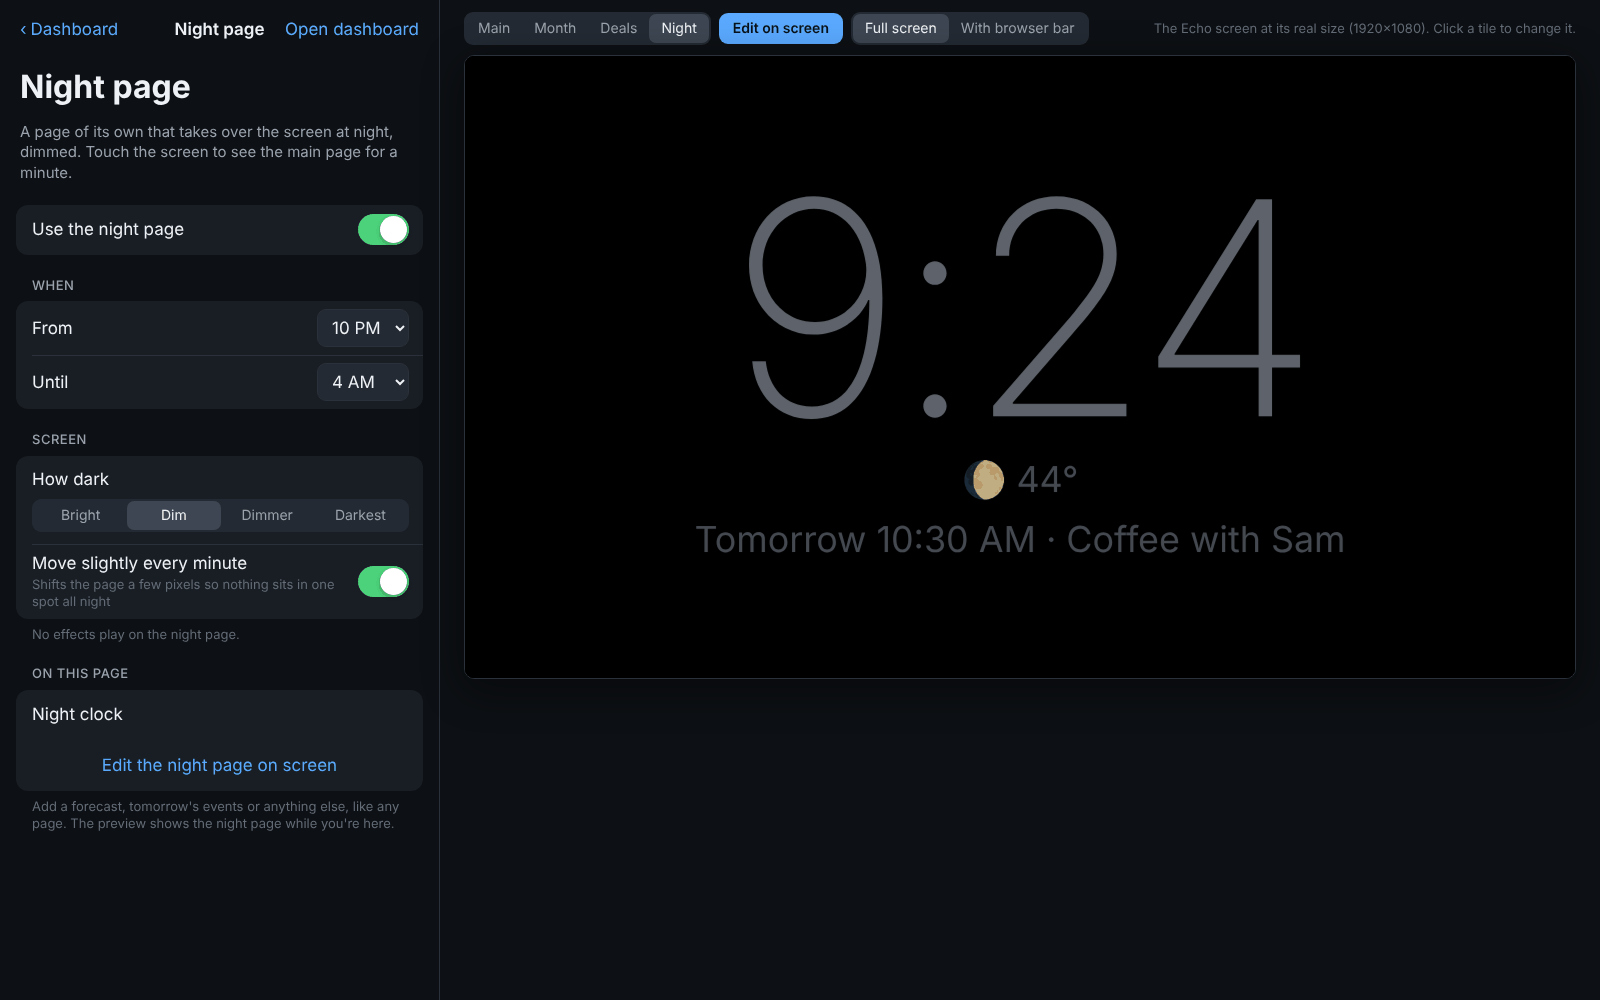 ‹ Dashboard
Night page
Open dashboard
Night page
A page of its own that takes over the screen at night,
dimmed. Touch the screen to see the main page for a
minute.
Use the night page
WHEN
From
10 PM
Until
4 AM
SCREEN
How dark
Bright
Dim
Dimmer
Darkest
Move slightly every minute
Shifts the page a few pixels so nothing sits in one
spot all night
No effects play on the night page.
ON THIS PAGE
Night clock
Edit the night page on screen
Add a forecast, tomorrow's events or anything else, like any
page. The preview shows the night page while you're here.
Main
Month
Deals
Night
Edit on screen
Full screen
With browser bar
The Echo screen at its real size (1920×1080). Click a tile to change it.
9:24
44°
Tomorrow 10:30 AM · Coffee with Sam